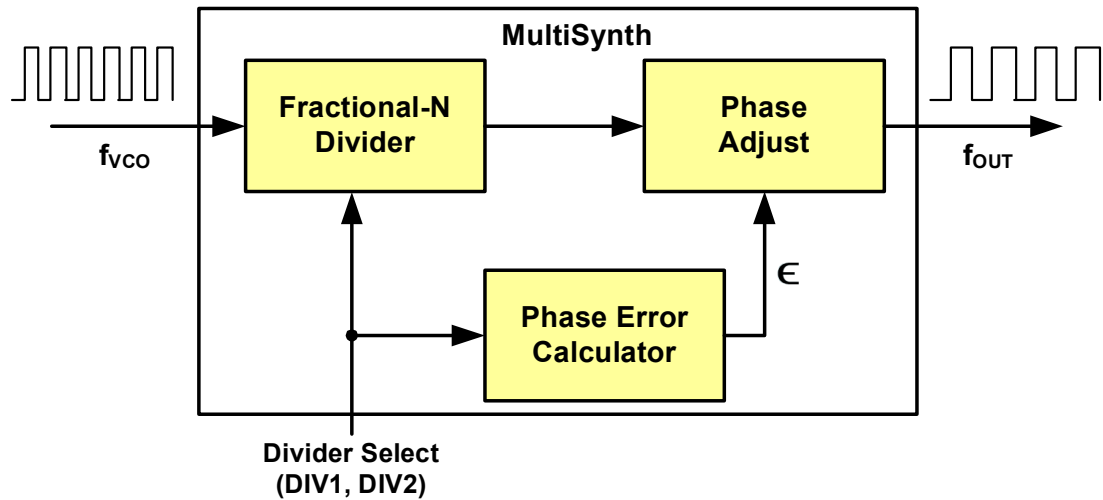 MultiSynth
Fractional-N
Divider
Phase
Adjust
fVCO
fOUT
ϵ
Phase Error
Calculator
Divider Select
(DIV1, DIV2)